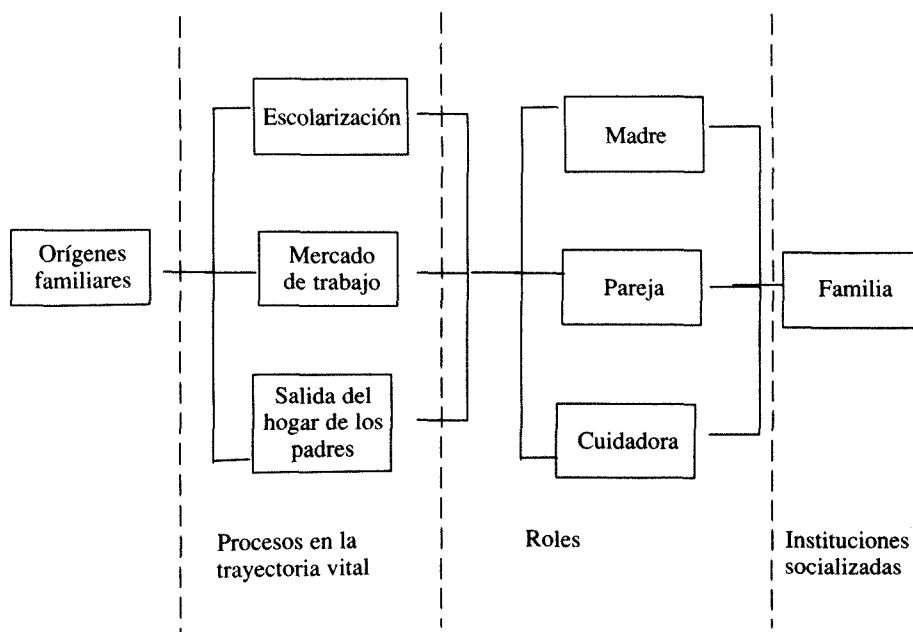 Orígenes
familiares
Escolarización
Mercado
de trabajo
Salida del
hogar de los
padres
Procesos en la
trayectoria vital
Madre
Pareja
Cuidadora
Roles
Familia
Instituciones
socializadas